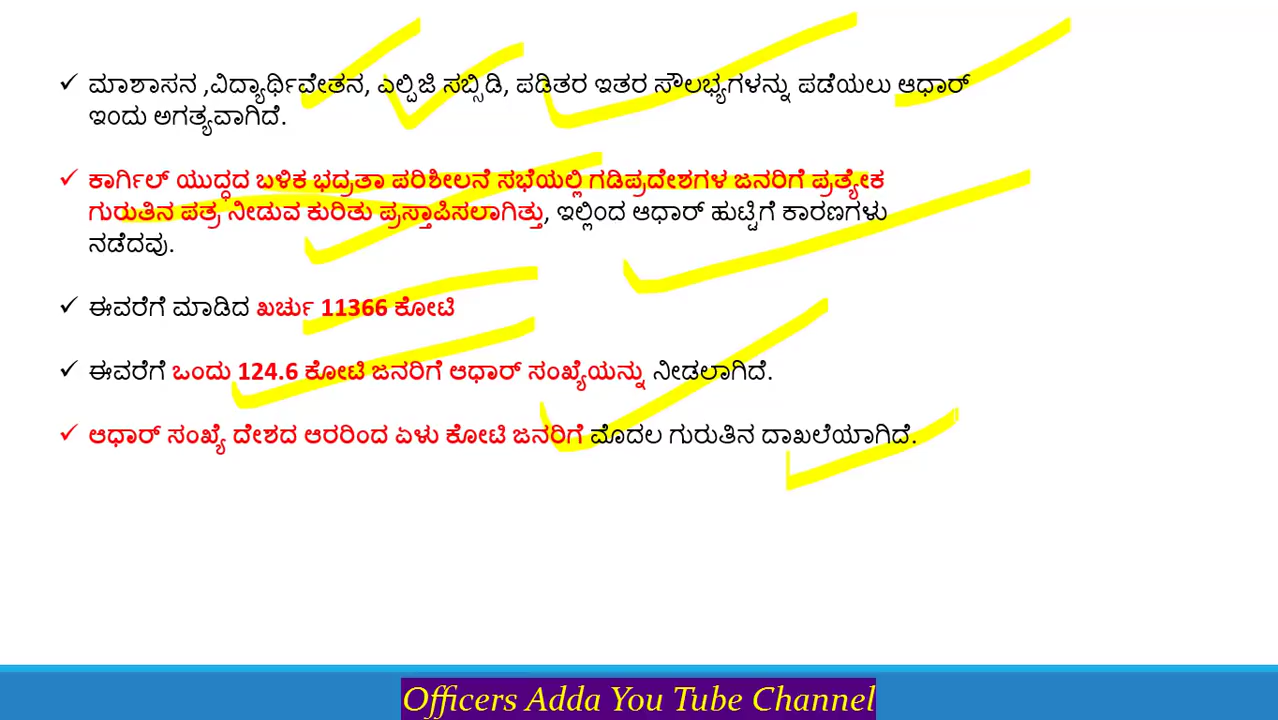 ✓ ಮಾಶಾಸನ ,ವಿದ್ಯಾರ್ಥಿವೇತನ, ಎಲ್ಪಿಜಿ ಸಬ್ಸಿಡಿ, ಪಡಿತರ ಇತರ ಸೌಲಭ್ಯಗಳನ್ನು ಪಡೆಯಲು ಆಧಾರ್
ಇಂದು ಅಗತ್ಯವಾಗಿದೆ.
✓ ಕಾರ್ಗಿಲ್ ಯುದ್ಧದ ಬಳಿಕ ಭದ್ರತಾ ಪರಿಶೀಲನೆ ಸಭೆಯಲ್ಲಿ ಗಡಿಪ್ರದೇಶಗಳ ಜನರಿಗೆ ಪ್ರತ್ಯೇಕ
ಗುರುತಿನ ಪತ್ರ ನೀಡುವ ಕುರಿತು ಪ್ರಸ್ತಾಪಿಸಲಾಗಿತ್ತು, ಇಲ್ಲಿಂದ ಆಧಾರ್ ಹುಟ್ಟಿಗೆ ಕಾರಣಗಳು
ನಡೆದವು.
✓ ಈವರೆಗೆ ಮಾಡಿದ ಖರ್ಚು 11366 ಕೋಟಿ
✓ ಈವರೆಗೆ ಒಂದು 124.6 ಕೋಟಿ ಜನರಿಗೆ ಆಧಾರ್ ಸಂಖ್ಯೆಯನ್ನು ನೀಡಲಾಗಿದೆ.
✓ ಆಧಾರ್ ಸಂಖ್ಯೆ ದೇಶದ ಆರರಿಂದ ಏಳು ಕೋಟಿ ಜನರಿಗೆ ಮೊದಲ ಗುರುತಿನ ದಾಖಲೆಯಾಗಿದೆ.
Officers Adda You Tube Channel